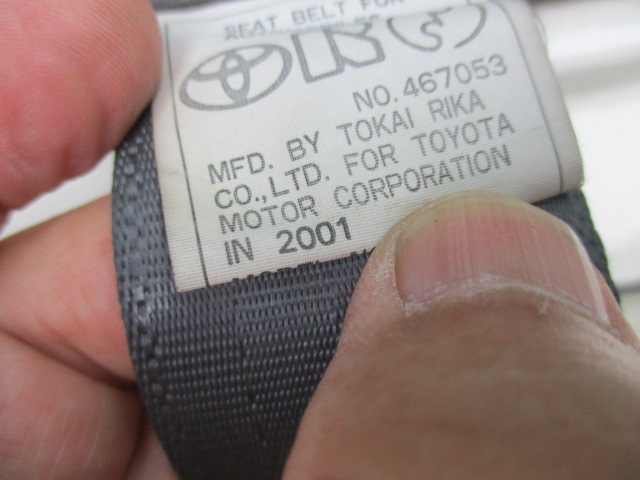 SEAT BELT FOR
NO. 467053
MFD. BY TOKAI RIKA
CO., LTD. FOR TOYOTA
MOTOR CORPORATION
IN 2001